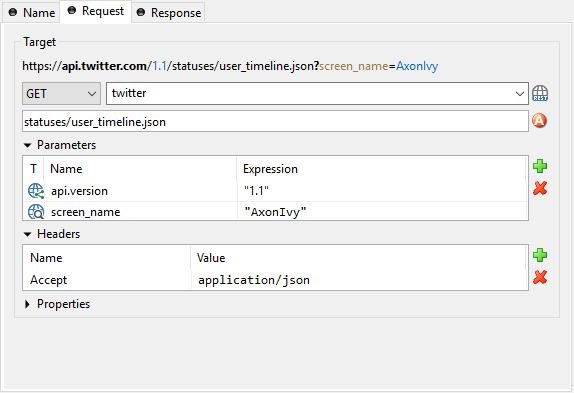 Name Request Response
Target
https://api.twitter.com/1.1/statuses/user_timeline.json?screen_name=AxonIvy
GET twitter REST
statuses/user_timeline.json A
Parameters
T Name Expression
api.version "1.1"
screen_name "AxonIvy"
Headers
Name Value
Accept application/json
Properties